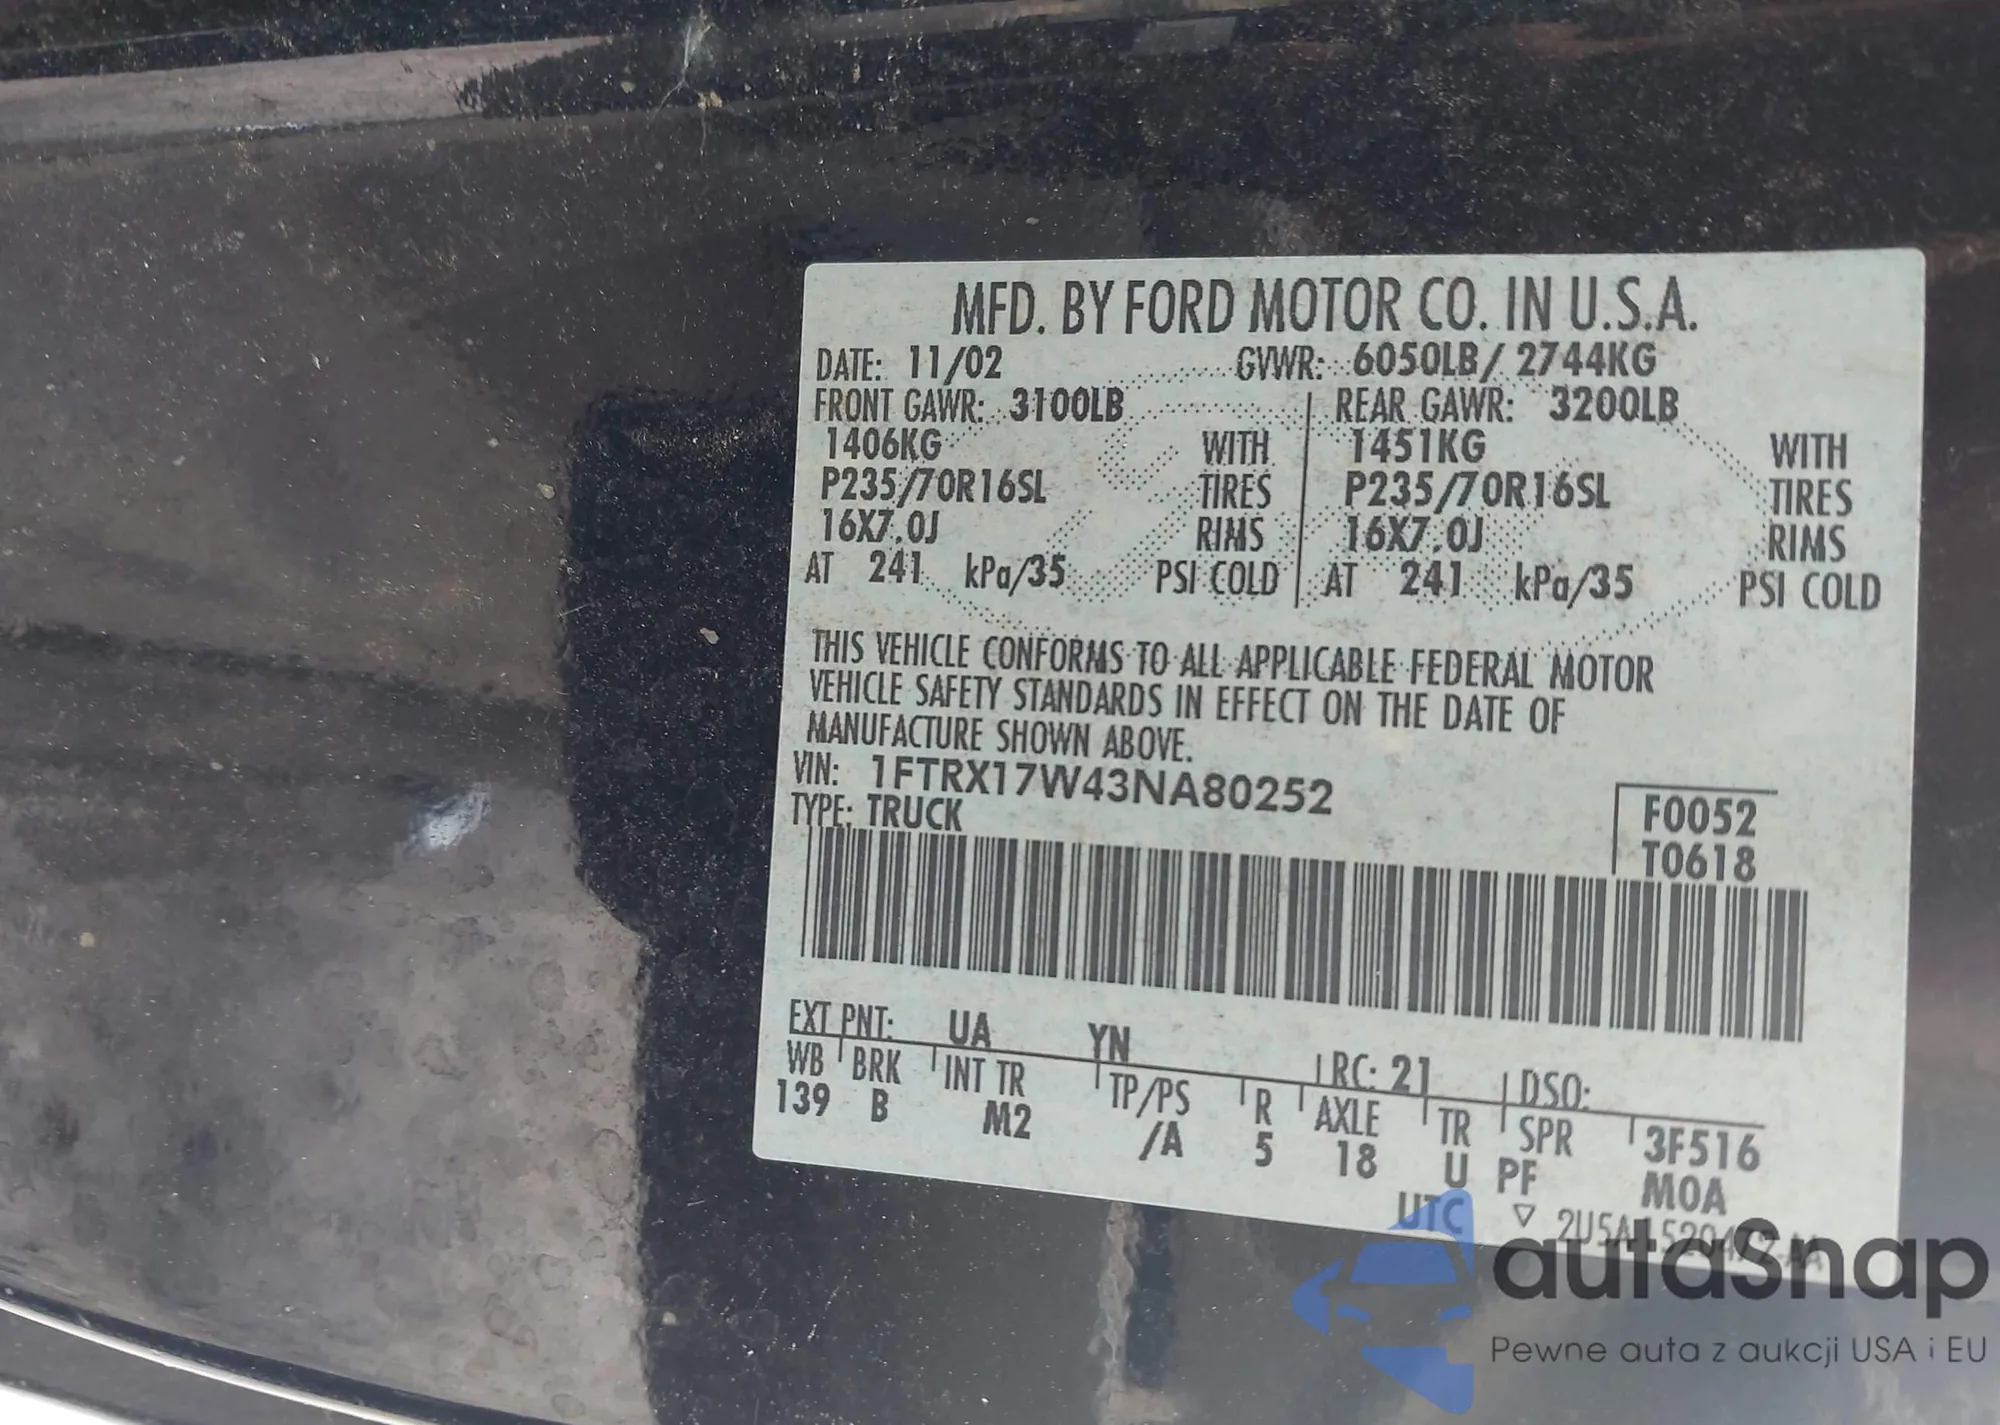 MFD. BY FORD MOTOR CO. IN U.S.A.
DATE: 11/02 GVWR: 6050LB/ 2744KG
FRONT GAWR: 3100LB REAR GAWR: 3200LB
1406KG WITH 1451KG WITH
P235/70R16SL TIRES P235/70R16SL TIRES
16X7.0J RIMS 16X7.0J RIMS
AT 241 kPa/35 PSI COLD AT 241 kPa/35 PSI COLD
THIS VEHICLE CONFORMS TO ALL APPLICABLE FEDERAL MOTOR
VEHICLE SAFETY STANDARDS IN EFFECT ON THE DATE OF
MANUFACTURE SHOWN ABOVE.
VIN: 1FTRX17W43NA80252
TYPE: TRUCK
F0052
T0618
EXT PNT: UA YN RC: 21 DSO:
WB BRK INT TR TP/PS R AXLE TR SPR 3F516
139 B M2 /A 5 18 U PF M0A
UTC
autaSnap
Pewne auta z aukcji USA i EU